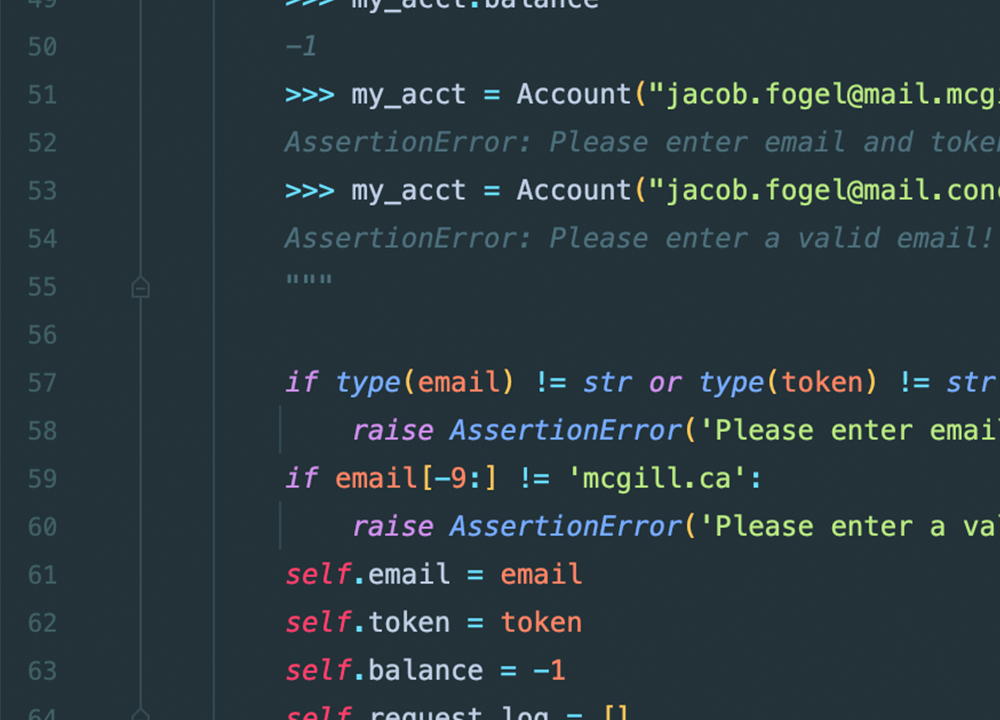 49 >>> my_acct.balance
50 -1
51 >>> my_acct = Account("jacob.fogel@mail.mcg
52 AssertionError: Please enter email and token
53 >>> my_acct = Account("jacob.fogel@mail.conc
54 AssertionError: Please enter a valid email!
55 """
56
57 if type(email) != str or type(token) != str
58 raise AssertionError('Please enter email
59 if email[-9:] != 'mcgill.ca':
60 raise AssertionError('Please enter a va
61 self.email = email
62 self.token = token
63 self.balance = -1
64 self.request_log = []